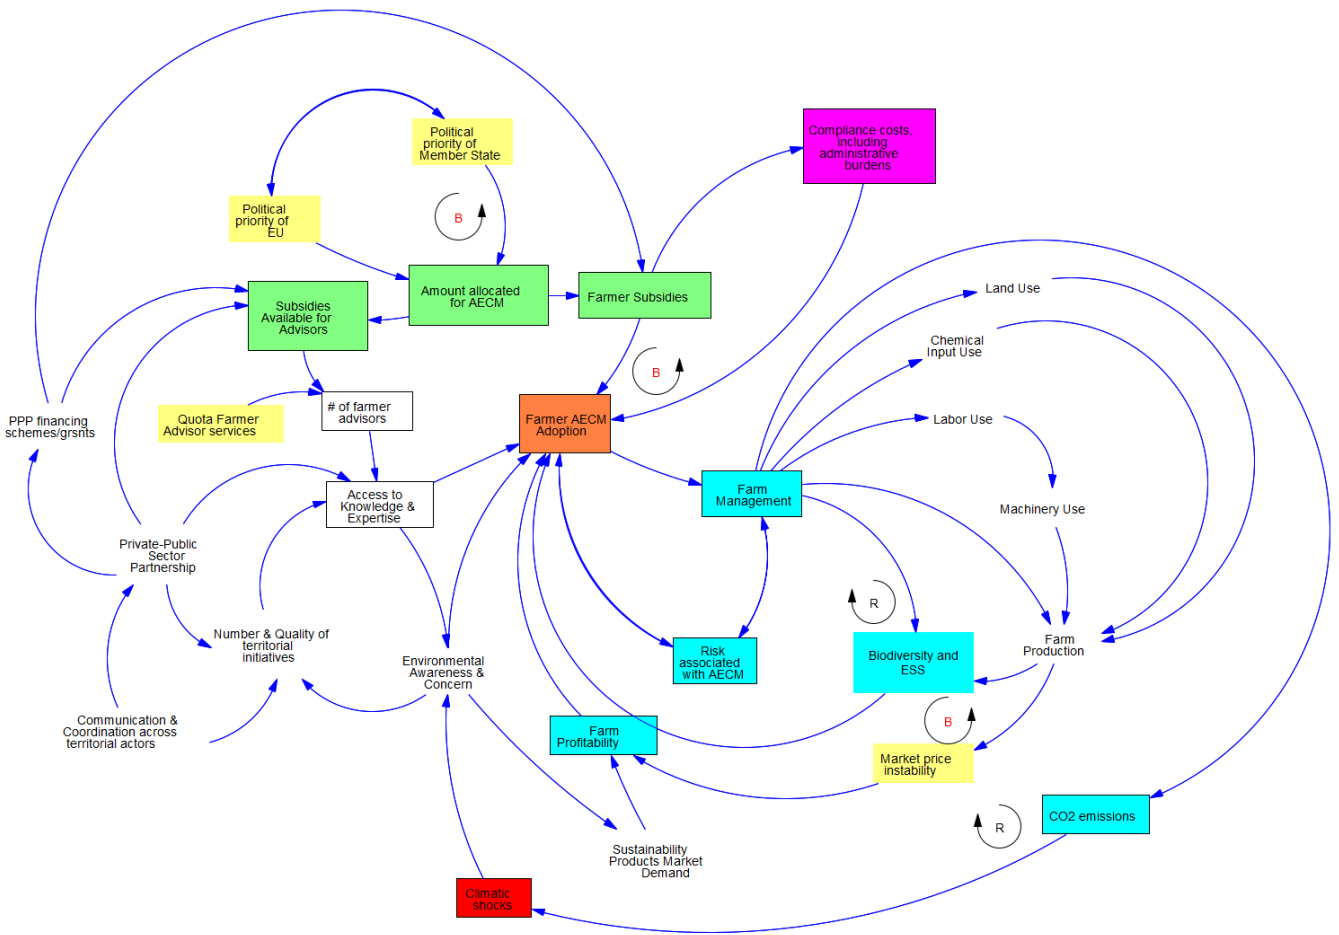 Political
priority of
Member State
Compliance costs,
including
administrative
burdens
Political
priority of
EU
B
Amount allocated
for AECM
Farmer Subsidies
Subsidies
Available for
Advisors
Land Use
Chemical
Input Use
B
# of farmer
advisors
Quota Farmer
Advisor services
PPP financing
schemes/grsnts
Farmer AECM
Adoption
Labor Use
Farm
Management
Access to
Knowledge &
Expertise
Machinery Use
Private-Public
Sector
Partnership
R
Number & Quality of
territorial
initiatives
Farm
Production
Environmental
Awareness &
Concern
Risk
associated
with AECM
Biodiversity and
ESS
Communication &
Coordination across
territorial actors
B
Farm
Profitability
Market price
instability
CO2 emissions
R
Sustainability
Products Market
Demand
Climatic
shocks